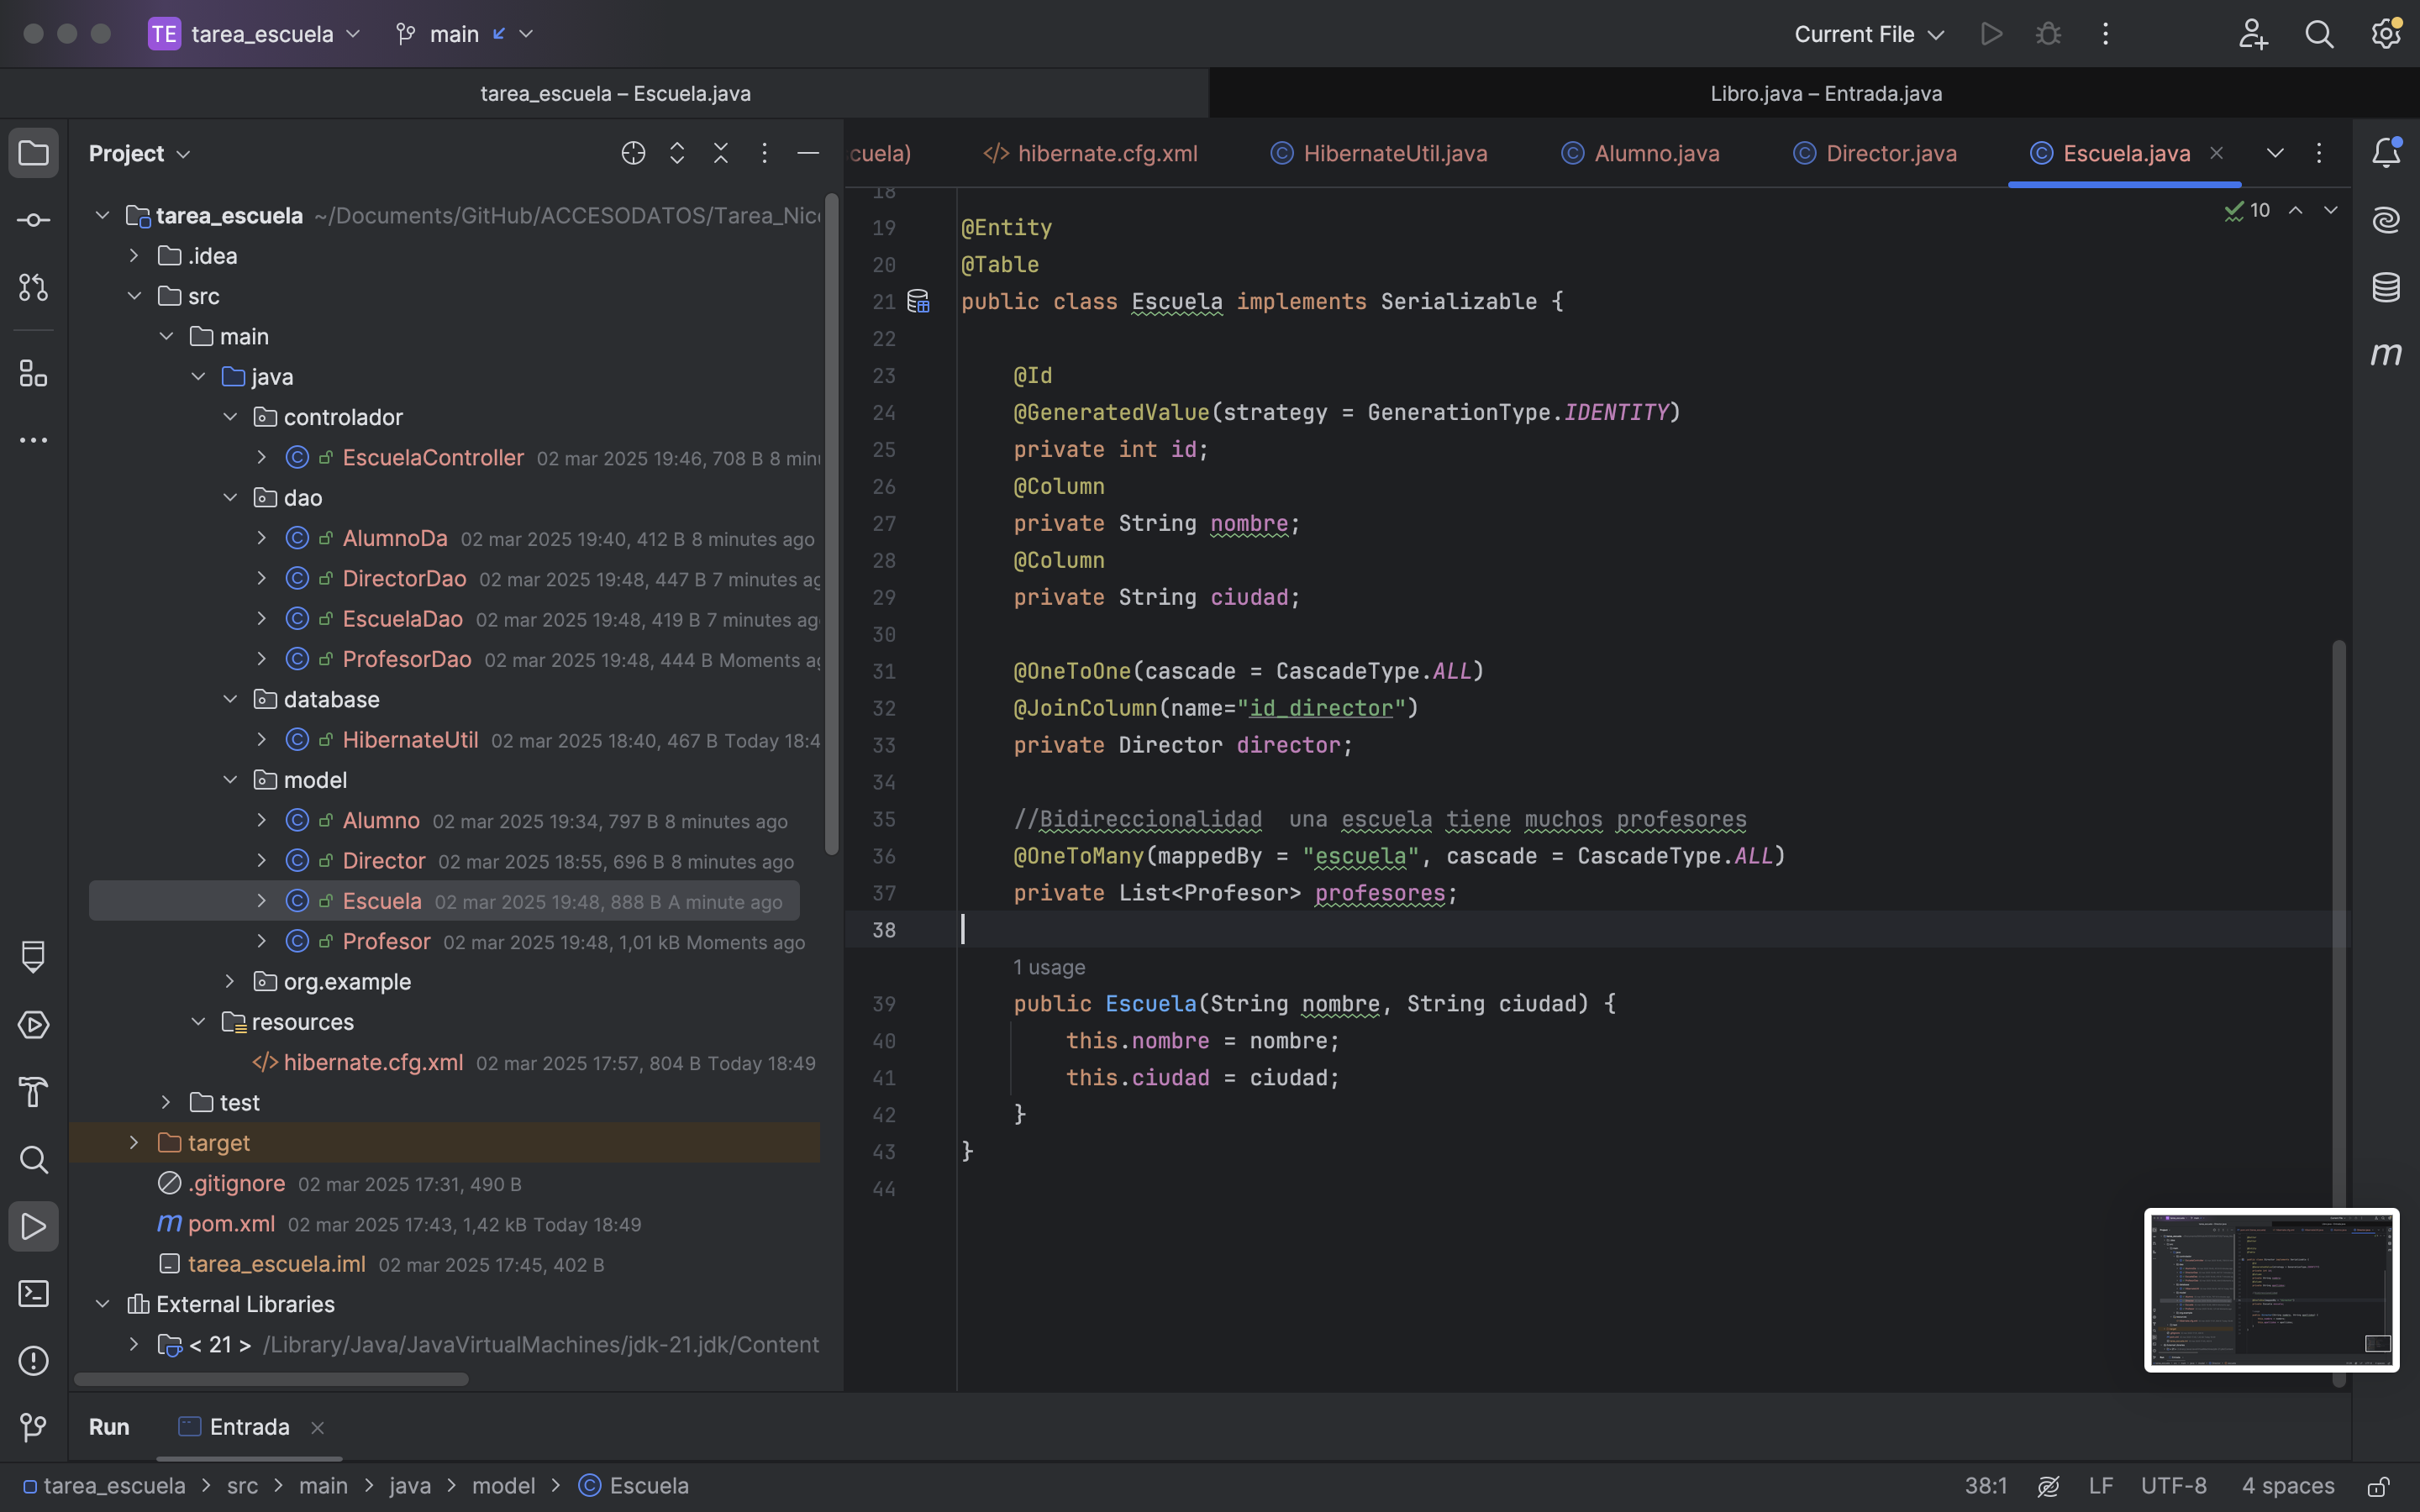 TE tarea_escuela main Current File
tarea_escuela – Escuela.java Libro.java – Entrada.java
Project
tarea_escuela ~/Documents/GitHub/ACCESODATOS/Tarea_Nicc
.idea
src
main
java
controlador
EscuelaController 02 mar 2025 19:46, 708 B 8 min
dao
AlumnoDa 02 mar 2025 19:40, 412 B 8 minutes ago
DirectorDao 02 mar 2025 19:48, 447 B 7 minutes ag
EscuelaDao 02 mar 2025 19:48, 419 B 7 minutes ag
ProfesorDao 02 mar 2025 19:48, 444 B Moments ag
database
HibernateUtil 02 mar 2025 18:40, 467 B Today 18:4
model
Alumno 02 mar 2025 19:34, 797 B 8 minutes ago
Director 02 mar 2025 18:55, 696 B 8 minutes ago
Escuela 02 mar 2025 19:48, 888 B A minute ago
Profesor 02 mar 2025 19:48, 1,01 kB Moments ago
org.example
resources
</> hibernate.cfg.xml 02 mar 2025 17:57, 804 B Today 18:49
test
target
.gitignore 02 mar 2025 17:31, 490 B
m pom.xml 02 mar 2025 17:43, 1,42 kB Today 18:49
tarea_escuela.iml 02 mar 2025 17:45, 402 B
External Libraries
< 21 > /Library/Java/JavaVirtualMachines/jdk-21.jdk/Content
cuela) </> hibernate.cfg.xml HibernateUtil.java Alumno.java Director.java Escuela.java
10
18
19 @Entity
20 @Table
21 public class Escuela implements Serializable {
22
23 @Id
24 @GeneratedValue(strategy = GenerationType.IDENTITY)
25 private int id;
26 @Column
27 private String nombre;
28 @Column
29 private String ciudad;
30
31 @OneToOne(cascade = CascadeType.ALL)
32 @JoinColumn(name="id_director")
33 private Director director;
34
35 //Bidireccionalidad  una escuela tiene muchos profesores
36 @OneToMany(mappedBy = "escuela", cascade = CascadeType.ALL)
37 private List<Profesor> profesores;
38
1 usage
39 public Escuela(String nombre, String ciudad) {
40 this.nombre = nombre;
41 this.ciudad = ciudad;
42 }
43 }
44
Run Entrada
tarea_escuela > src > main > java > model > Escuela 38:1 LF UTF-8 4 spaces